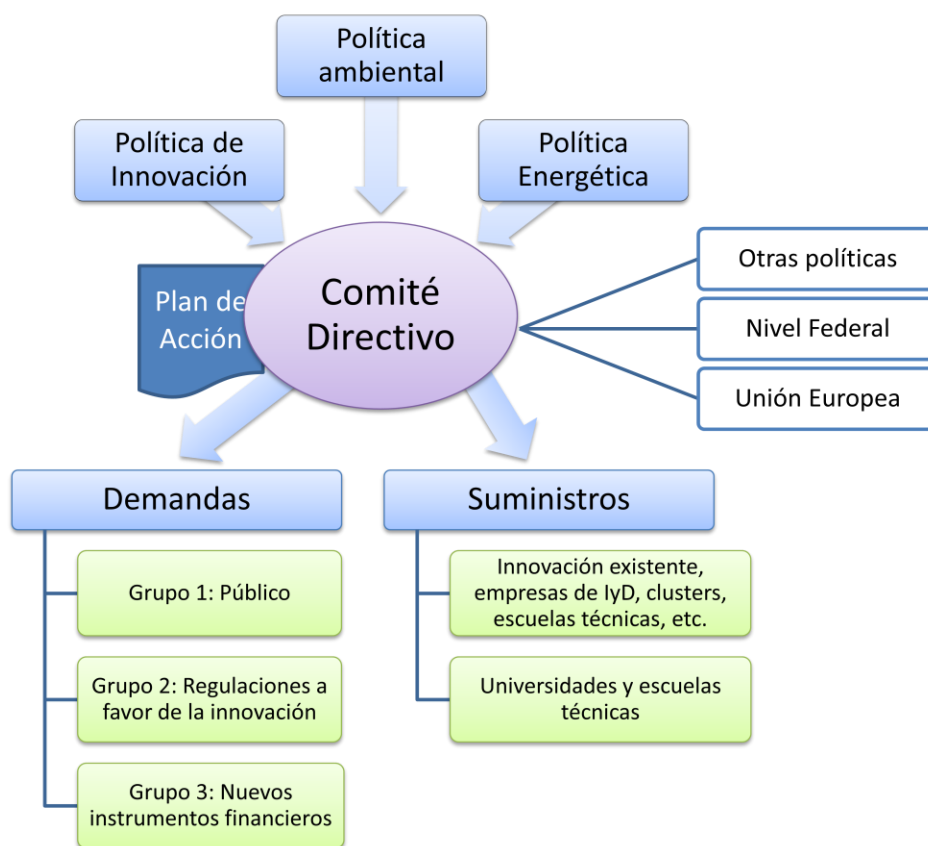 Política
ambiental
Política de
Innovación
Política
Energética
Plan de
Acción
Comité
Directivo
Otras políticas
Nivel Federal
Unión Europea
Demandas
Grupo 1: Público
Grupo 2: Regulaciones a
favor de la innovación
Grupo 3: Nuevos
instrumentos financieros
Suministros
Innovación existente,
empresas de IyD, clusters,
escuelas técnicas, etc.
Universidades y escuelas
técnicas